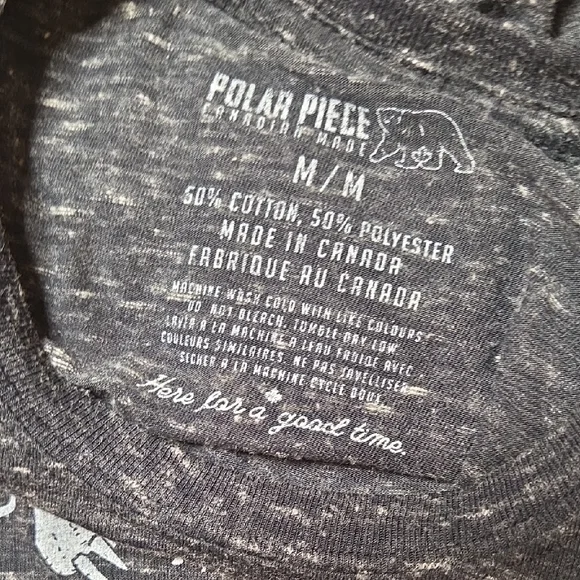 POLAR PIECE
CANADIAN MADE
M/M
50% COTTON, 50% POLYESTER
MADE IN CANADA
FABRIQUE AU CANADA
MACHINE WASH COLD WITH LIKE COLOURS
DO NOT BLEACH, TUMBLE DRY LOW
LAVER A LA MACHINE A LEAU FROIDE AVEC
COULEURS SIMILAIRES, NE PAS JAVELLISER
SECHER A LA MACHINE CYCLE DOUX
Here for a good time.